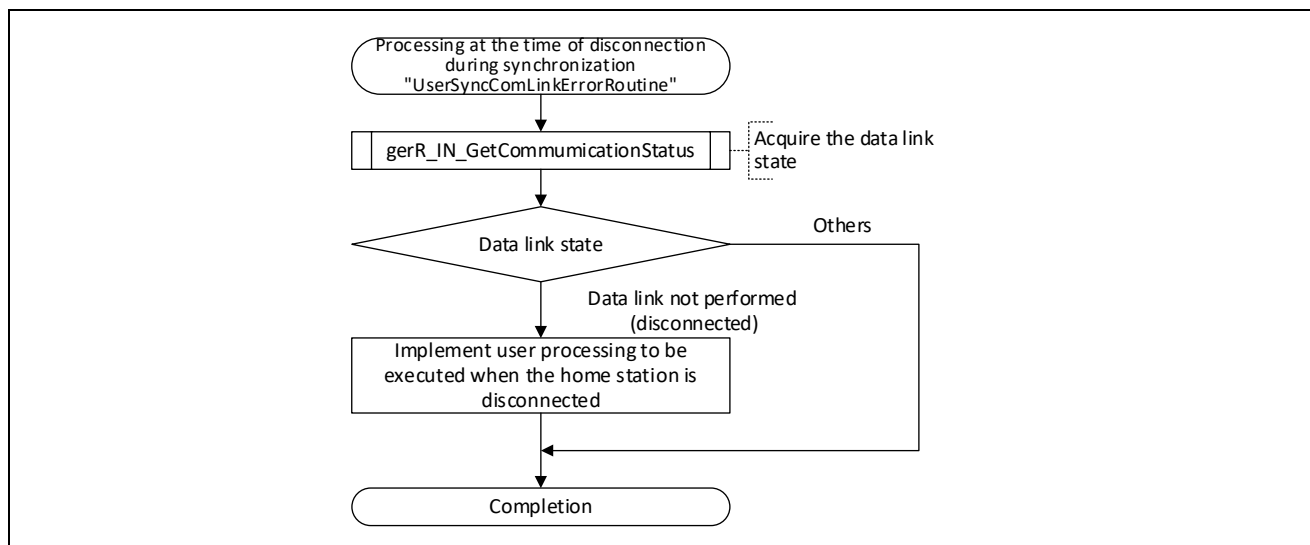 Processing at the time of disconnection
during synchronization
"UserSyncComLinkErrorRoutine"
gerR_IN_GetCommumicationStatus
Acquire the data link
state
Data link state
Others
Data link not performed
(disconnected)
Implement user processing to be
executed when the home station is
disconnected
Completion